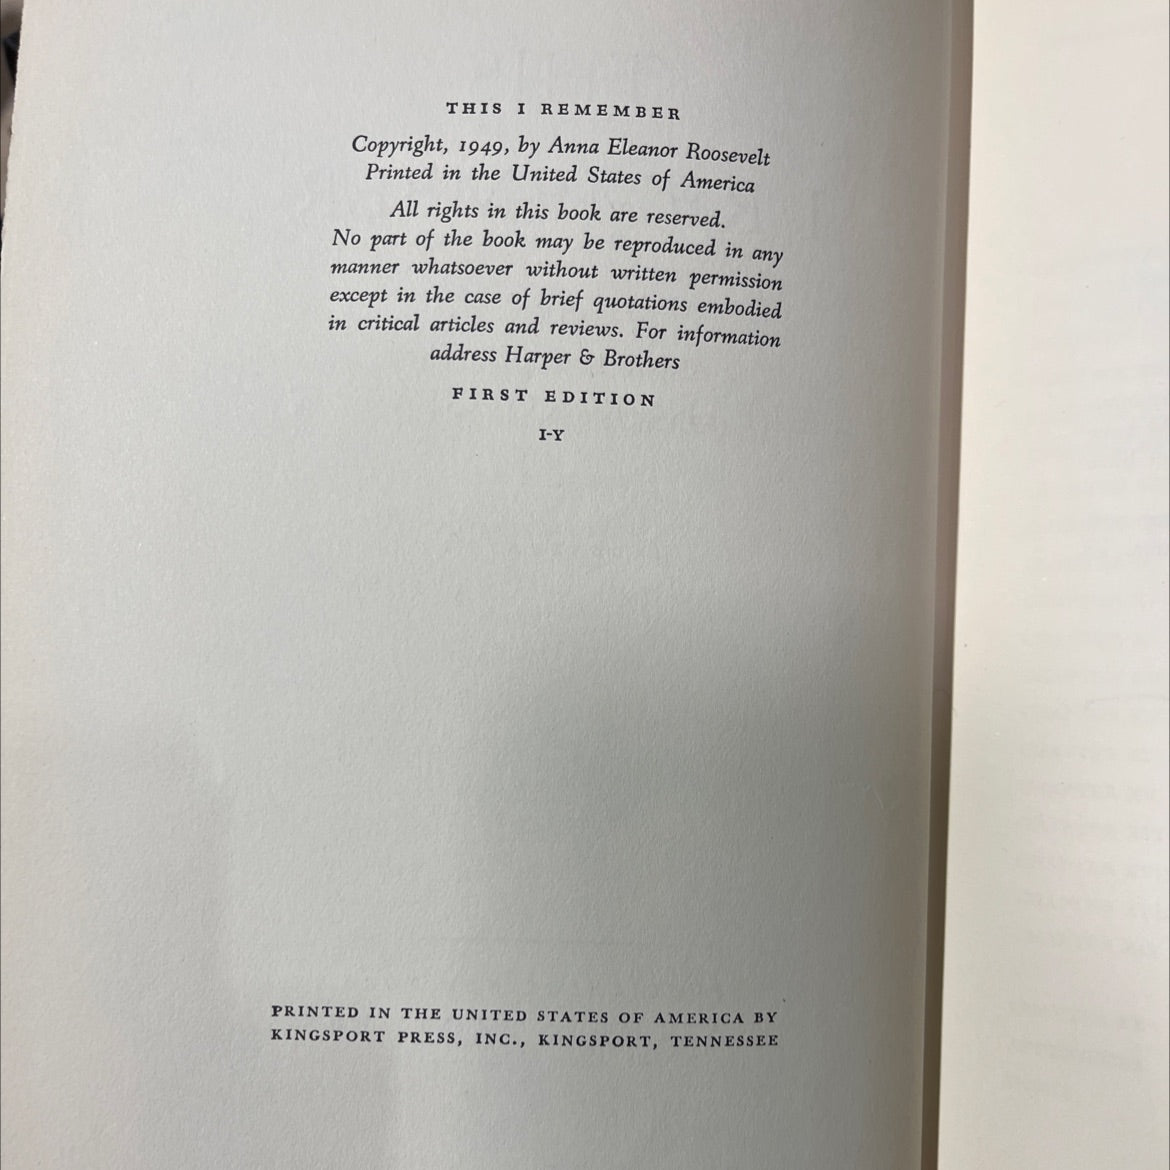 THIS I REMEMBER
Copyright, 1949, by Anna Eleanor Roosevelt
Printed in the United States of America
All rights in this book are reserved.
No part of the book may be reproduced in any
manner whatsoever without written permission
except in the case of brief quotations embodied
in critical articles and reviews. For information
address Harper & Brothers
FIRST EDITION
I-Y
PRINTED IN THE UNITED STATES OF AMERICA BY
KINGSPORT PRESS, INC., KINGSPORT, TENNESSEE